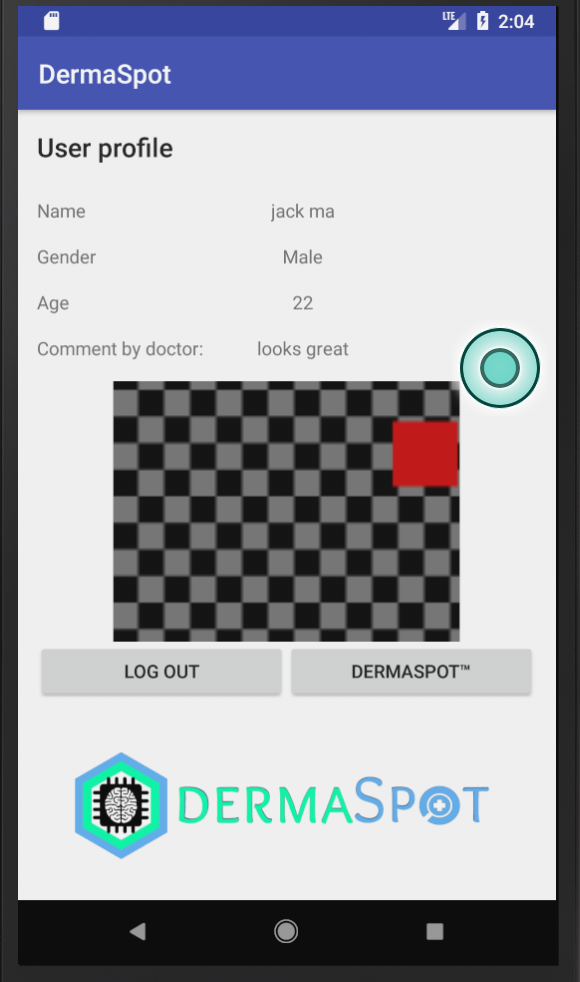 LTE 2:04
DermaSpot
User profile
Name jack ma
Gender Male
Age 22
Comment by doctor: looks great
LOG OUT DERMASPOT™
DERMASPOT